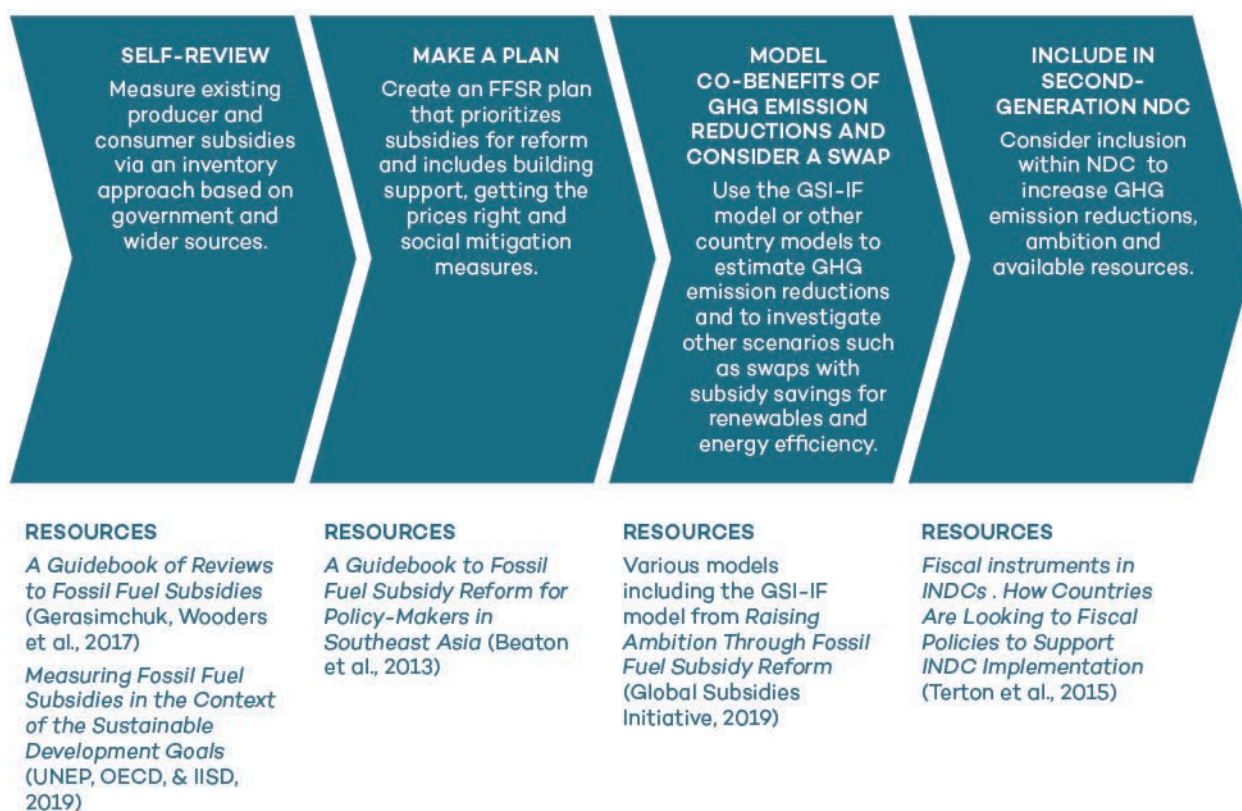 SELF-REVIEW
Measure existing
producer and
consumer subsidies
via an inventory
approach based on
government and
wider sources.
MAKE A PLAN
Create an FFSR plan
that prioritizes
subsidies for reform
and includes building
support, getting the
prices right and
social mitigation
measures.
MODEL
CO-BENEFITS OF
GHG EMISSION
REDUCTIONS AND
CONSIDER A SWAP
Use the GSI-IF
model or other
country models to
estimate GHG
emission reductions
and to investigate
other scenarios such
as swaps with
subsidy savings for
renewables and
energy efficiency.
INCLUDE IN
SECOND-
GENERATION NDC
Consider inclusion
within NDC to
increase GHG
emission reductions,
ambition and
available resources.
RESOURCES
A Guidebook of Reviews
to Fossil Fuel Subsidies
(Gerasimchuk, Wooders
et al., 2017)
Measuring Fossil Fuel
Subsidies in the Context
of the Sustainable
Development Goals
(UNEP, OECD, & IISD,
2019)
RESOURCES
A Guidebook to Fossil
Fuel Subsidy Reform for
Policy-Makers in
Southeast Asia (Beaton
et al., 2013)
RESOURCES
Various models
including the GSI-IF
model from Raising
Ambition Through Fossil
Fuel Subsidy Reform
(Global Subsidies
Initiative, 2019)
RESOURCES
Fiscal instruments in
INDCs . How Countries
Are Looking to Fiscal
Policies to Support
INDC Implementation
(Terton et al., 2015)